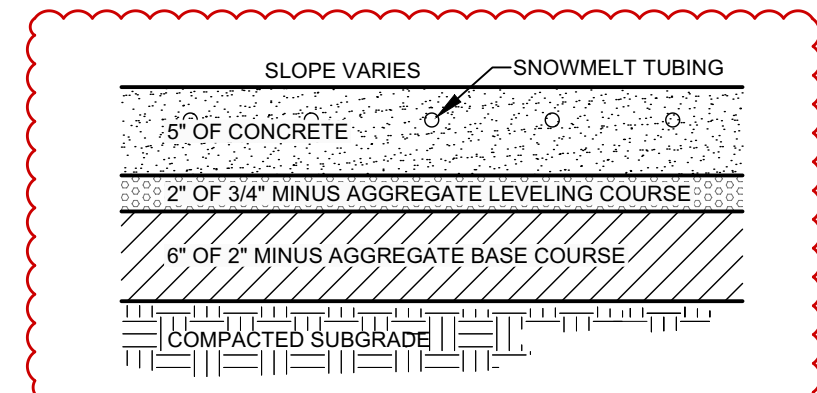 SLOPE VARIES
SNOWMELT TUBING
5" OF CONCRETE
2" OF 3/4" MINUS AGGREGATE LEVELING COURSE
6" OF 2" MINUS AGGREGATE BASE COURSE
COMPACTED SUBGRADE